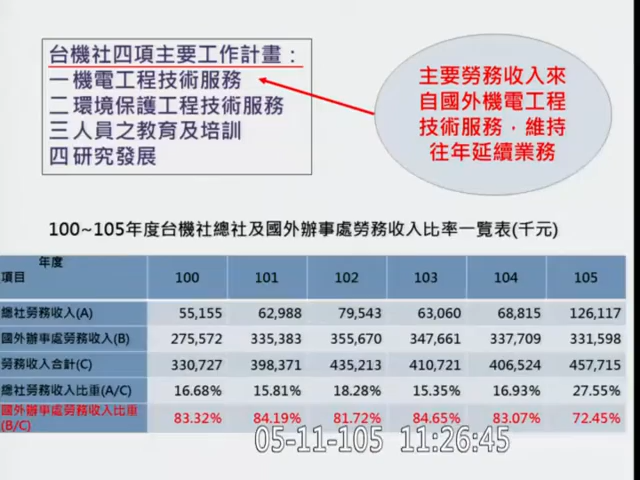 台機社四項主要工作計畫：
一機電工程技術服務
二環境保護工程技術服務
三人員之教育及培訓
四研究發展
主要勞務收入來
自國外機電工程
技術服務，維持
往年延續業務
100~105年度台機社總社及國外辦事處勞務收入比率一覽表(千元)
年度
項目 100 101 102 103 104 105
總社勞務收入(A) 55,155 62,988 79,543 63,060 68,815 126,117
國外辦事處勞務收入(B) 275,572 335,383 355,670 347,661 337,709 331,598
勞務收入合計(C) 330,727 398,371 435,213 410,721 406,524 457,715
總社勞務收入比重(A/C) 16.68% 15.81% 18.28% 15.35% 16.93% 27.55%
國外辦事處勞務收入比重
(B/C) 83.32% 84.19% 81.72% 84.65% 83.07% 72.45%
05-11-105 11:26:45